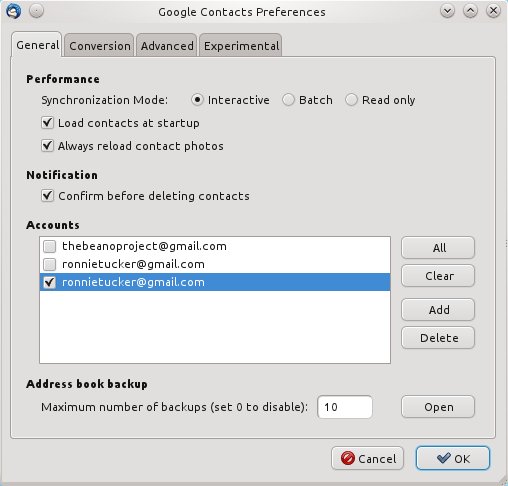 Google Contacts Preferences
General Conversion Advanced Experimental
Performance
Synchronization Mode: Interactive Batch Read only
Load contacts at startup
Always reload contact photos
Notification
Confirm before deleting contacts
Accounts
thebeanoproject@gmail.com All
ronnietucker@gmail.com
ronnietucker@gmail.com Clear
Add
Delete
Address book backup
Maximum number of backups (set 0 to disable): 10 Open
Cancel OK